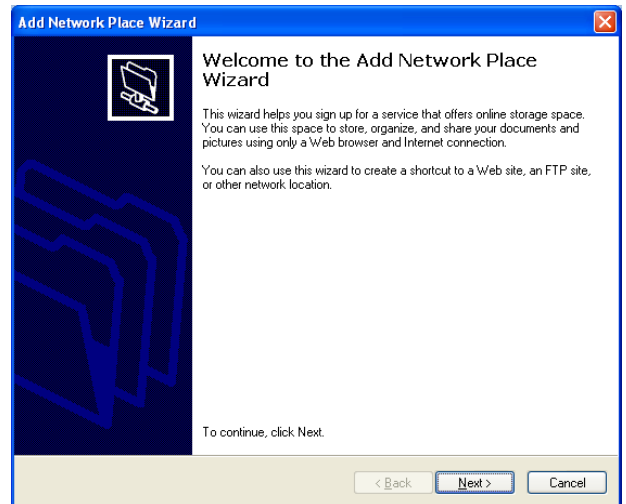 Add Network Place Wizard
Welcome to the Add Network Place
Wizard
This wizard helps you sign up for a service that offers online storage space.
You can use this space to store, organize, and share your documents and
pictures using only a Web browser and Internet connection.
You can also use this wizard to create a shortcut to a Web site, an FTP site,
or other network location.
To continue, click Next.
< Back Next > Cancel